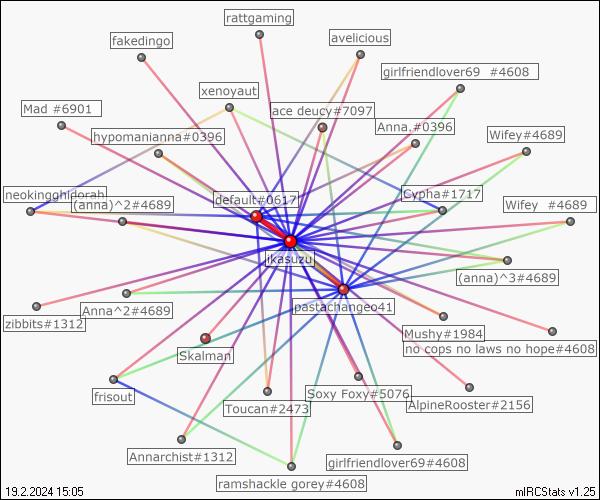 rattgaming
fakedingo
avelicious
girlfriendlover69 #4608
xenoyaut
Mad #6901
ace deucy#7097
Anna.#0396
hypomanianna#0396
Wifey#4689
neokingghidorah
(anna)^2#4689
default#0617
Cypha#1717
Wifey #4689
jikasuzu
(anna)^3#4689
Anna^2#4689
pastachangeo41
zibbits#1312
Mushy#1984
no cops no laws no hope#4608
Skalman
frisout
Toucan#2473
Soxy Foxy#5076
AlpineRooster#2156
Annarchist#1312
girlfriendlover69#4608
ramshackle gorey#4608
19.2.2024 15:05
mIRCStats v1.25